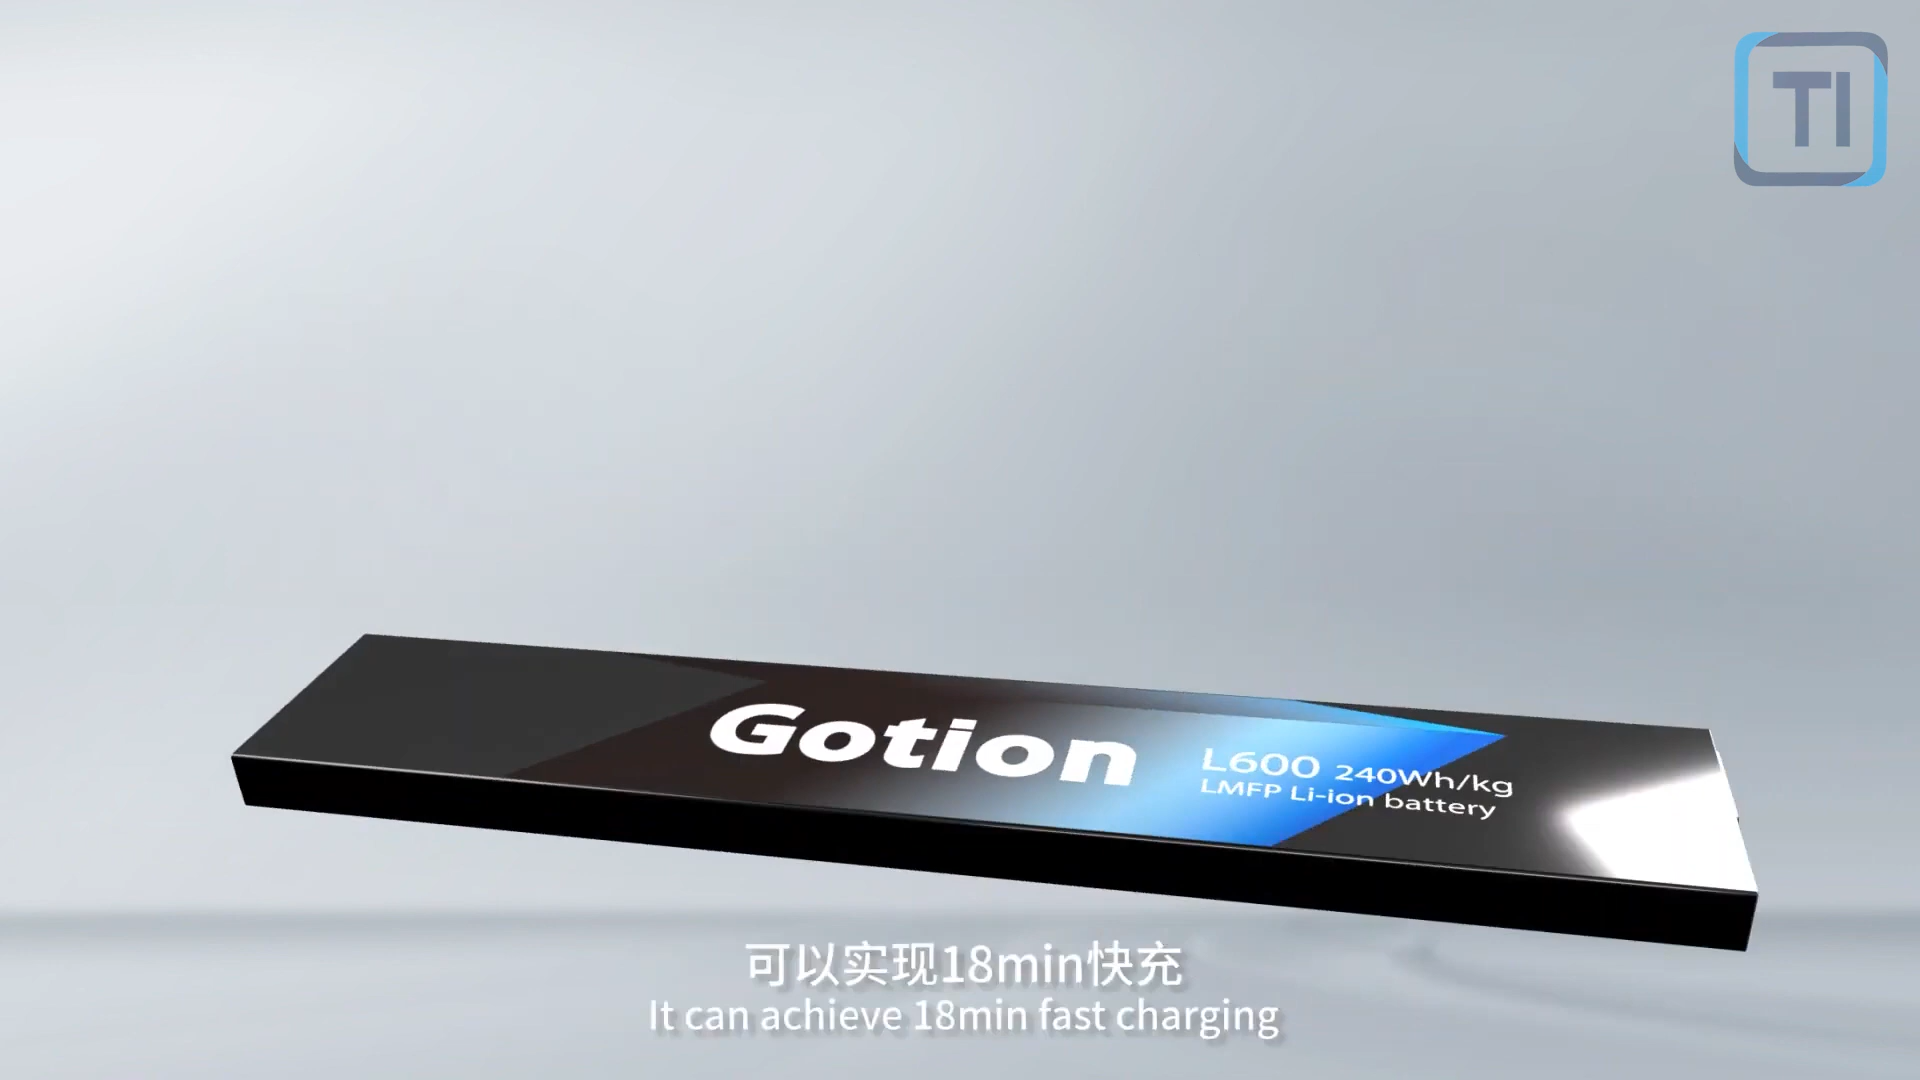 TI
Gotion
L600 240Wh/kg
LMFP Li-ion battery
可以实现18min快充
It can achieve 18min fast charging